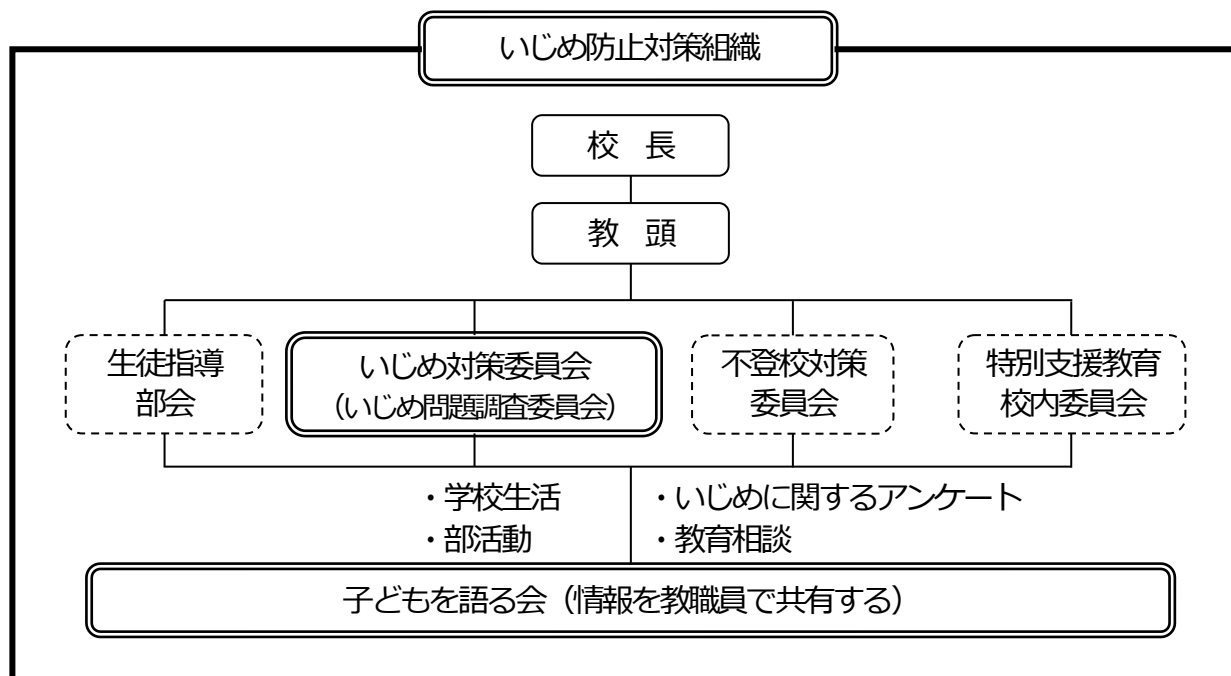 いじめ防止対策組織
校　長
教　頭
生徒指導
部会
いじめ対策委員会
（いじめ問題調査委員会）
不登校対策
委員会
特別支援教育
校内委員会
・学校生活
・部活動
・いじめに関するアンケート
・教育相談
子どもを語る会（情報を教職員で共有する）